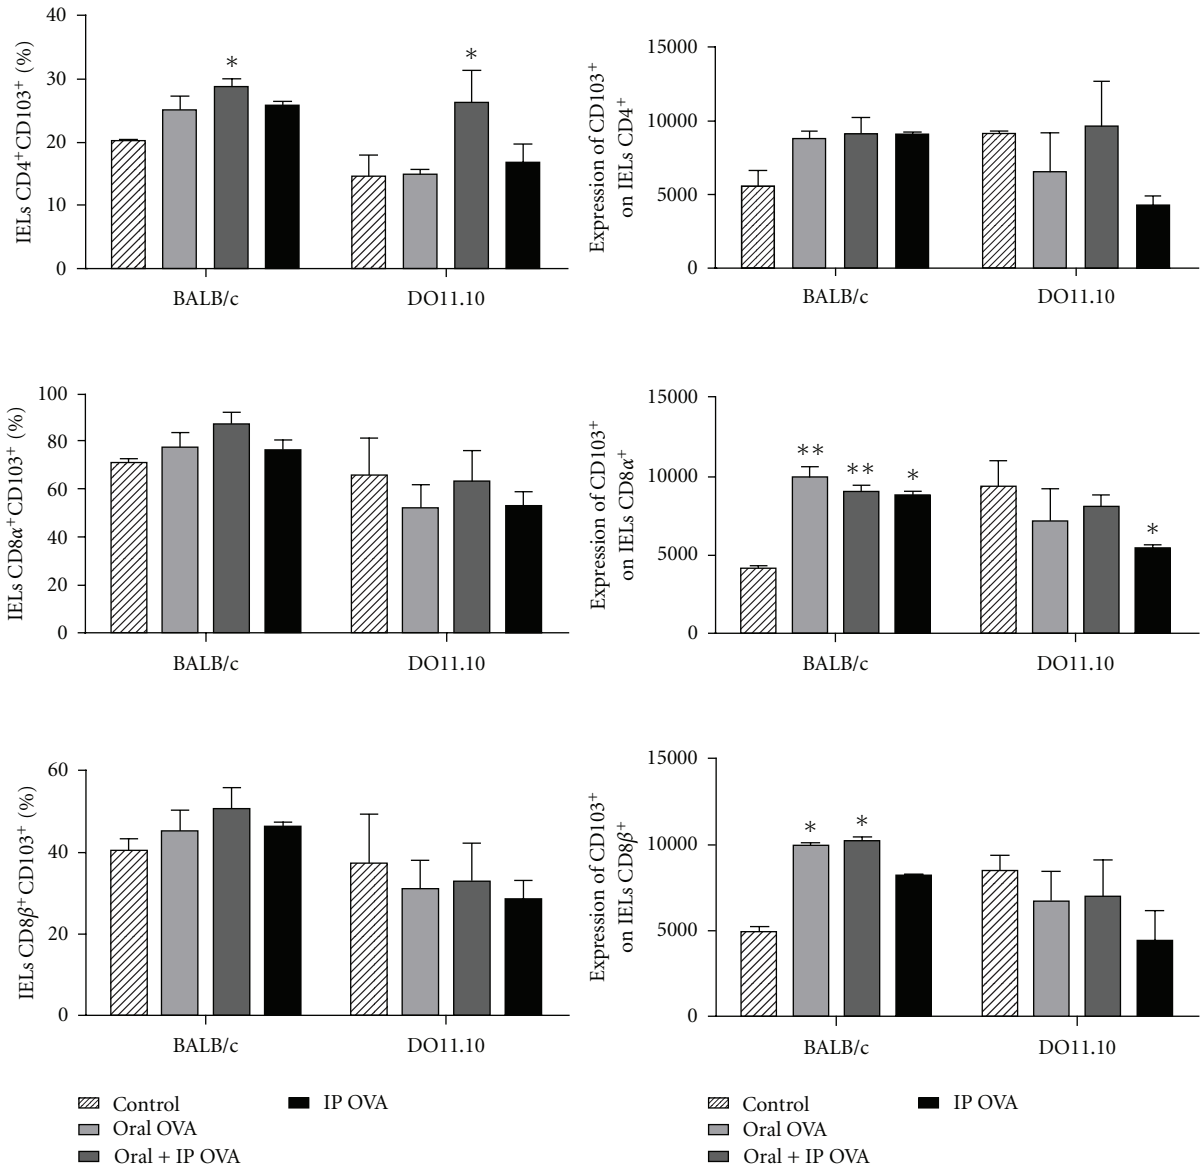 IELs CD4⁺CD103⁺ (%)
40
30
20
10
0
*
*
BALB/c
DO11.10
Expression of CD103⁺
on IELs CD4⁺
15000
10000
5000
0
BALB/c
DO11.10
IELs CD8α⁺CD103⁺ (%)
100
80
60
40
20
0
BALB/c
DO11.10
Expression of CD103⁺
on IELs CD8α⁺
15000
10000
5000
0
**
**
*
*
BALB/c
DO11.10
IELs CD8β⁺CD103⁺ (%)
60
40
20
0
BALB/c
DO11.10
Expression of CD103⁺
on IELs CD8β⁺
15000
10000
5000
0
*
*
BALB/c
DO11.10
Control
Oral OVA
Oral + IP OVA
IP OVA
Control
Oral OVA
Oral + IP OVA
IP OVA